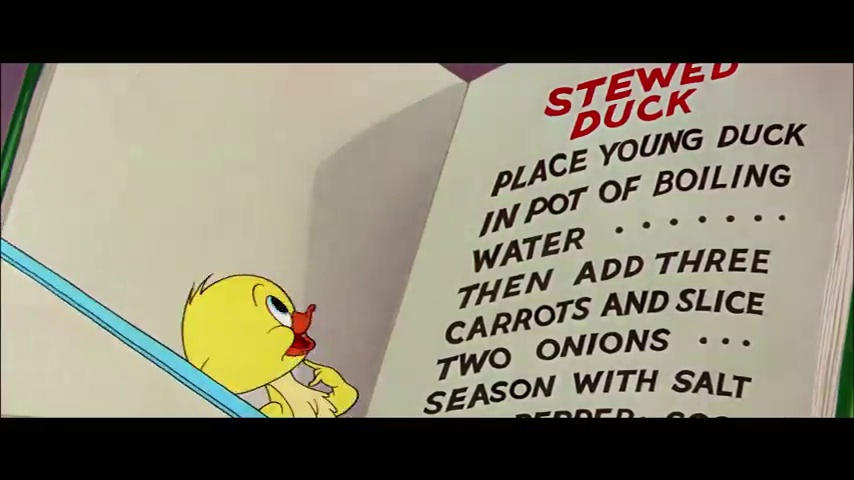 STEWED
DUCK
PLACE YOUNG DUCK
IN POT OF BOILING
WATER ........
THEN ADD THREE
CARROTS AND SLICE
TWO ONIONS ...
SEASON WITH SALT
PEPPER